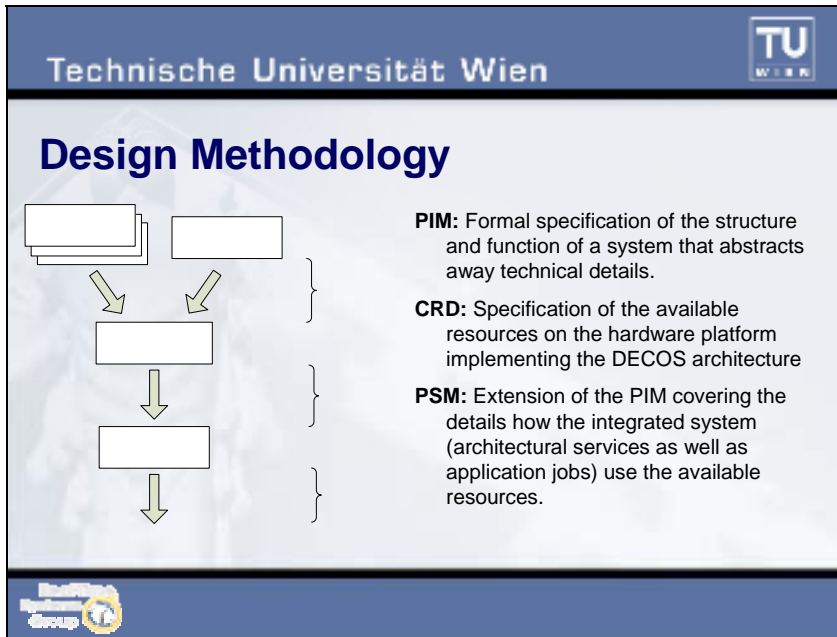 Technische Universität Wien
TU
WIEN
Design Methodology
PIM: Formal specification of the structure
and function of a system that abstracts
away technical details.
CRD: Specification of the available
resources on the hardware platform
implementing the DECOS architecture
PSM: Extension of the PIM covering the
details how the integrated system
(architectural services as well as
application jobs) use the available
resources.
Systems
Group